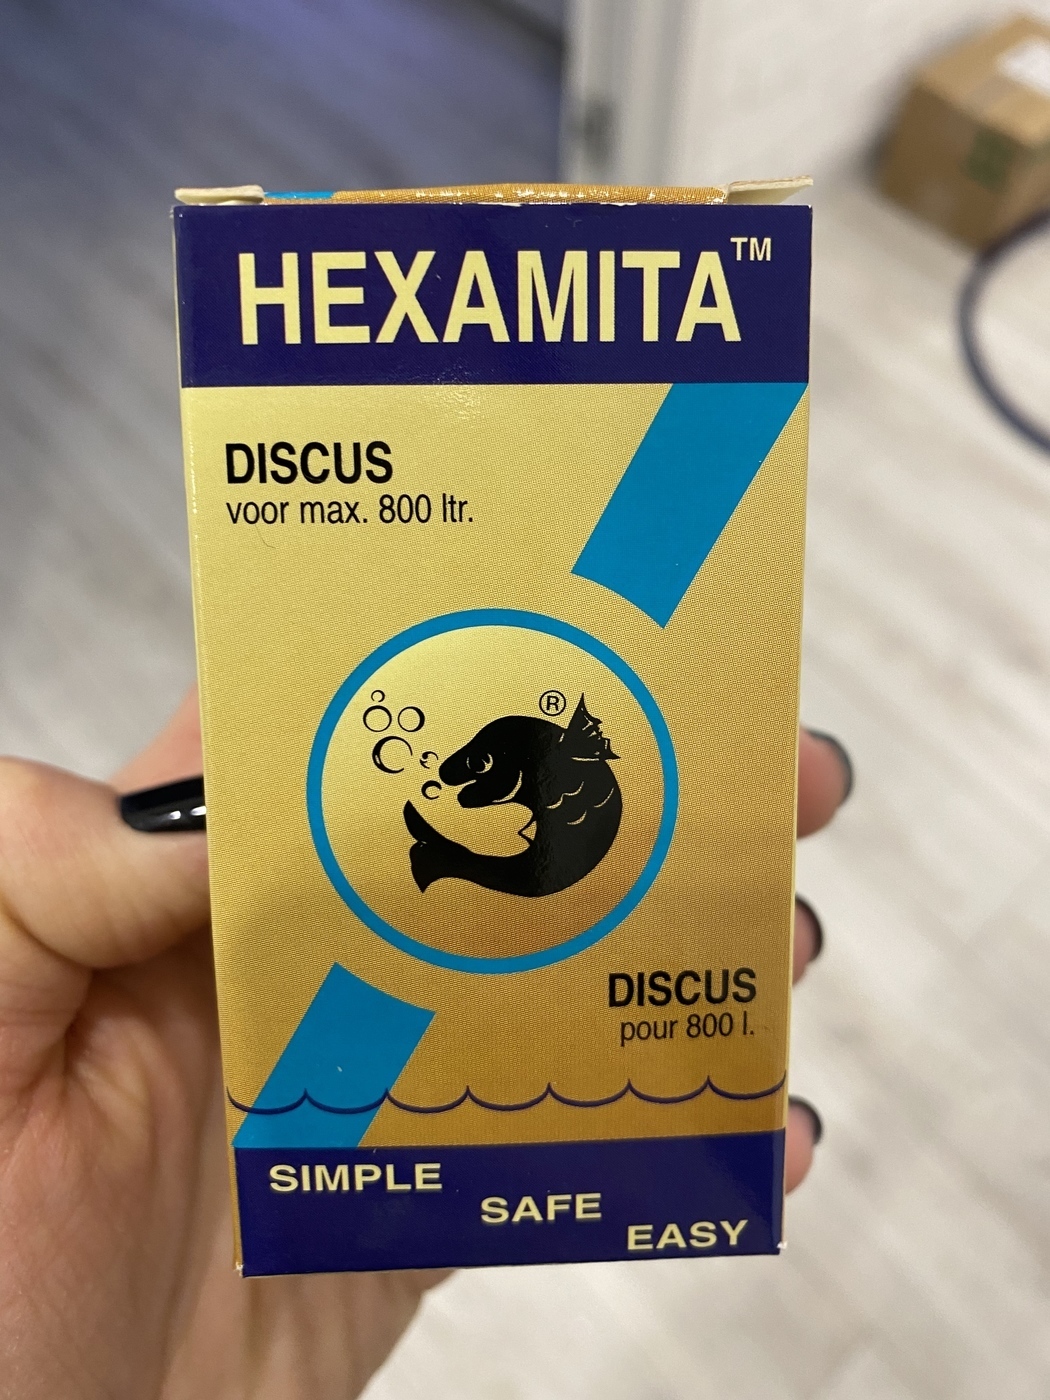 HEXAMITA™
DISCUS
voor max. 800 ltr.
®
DISCUS
pour 800 l.
SIMPLE
SAFE
EASY